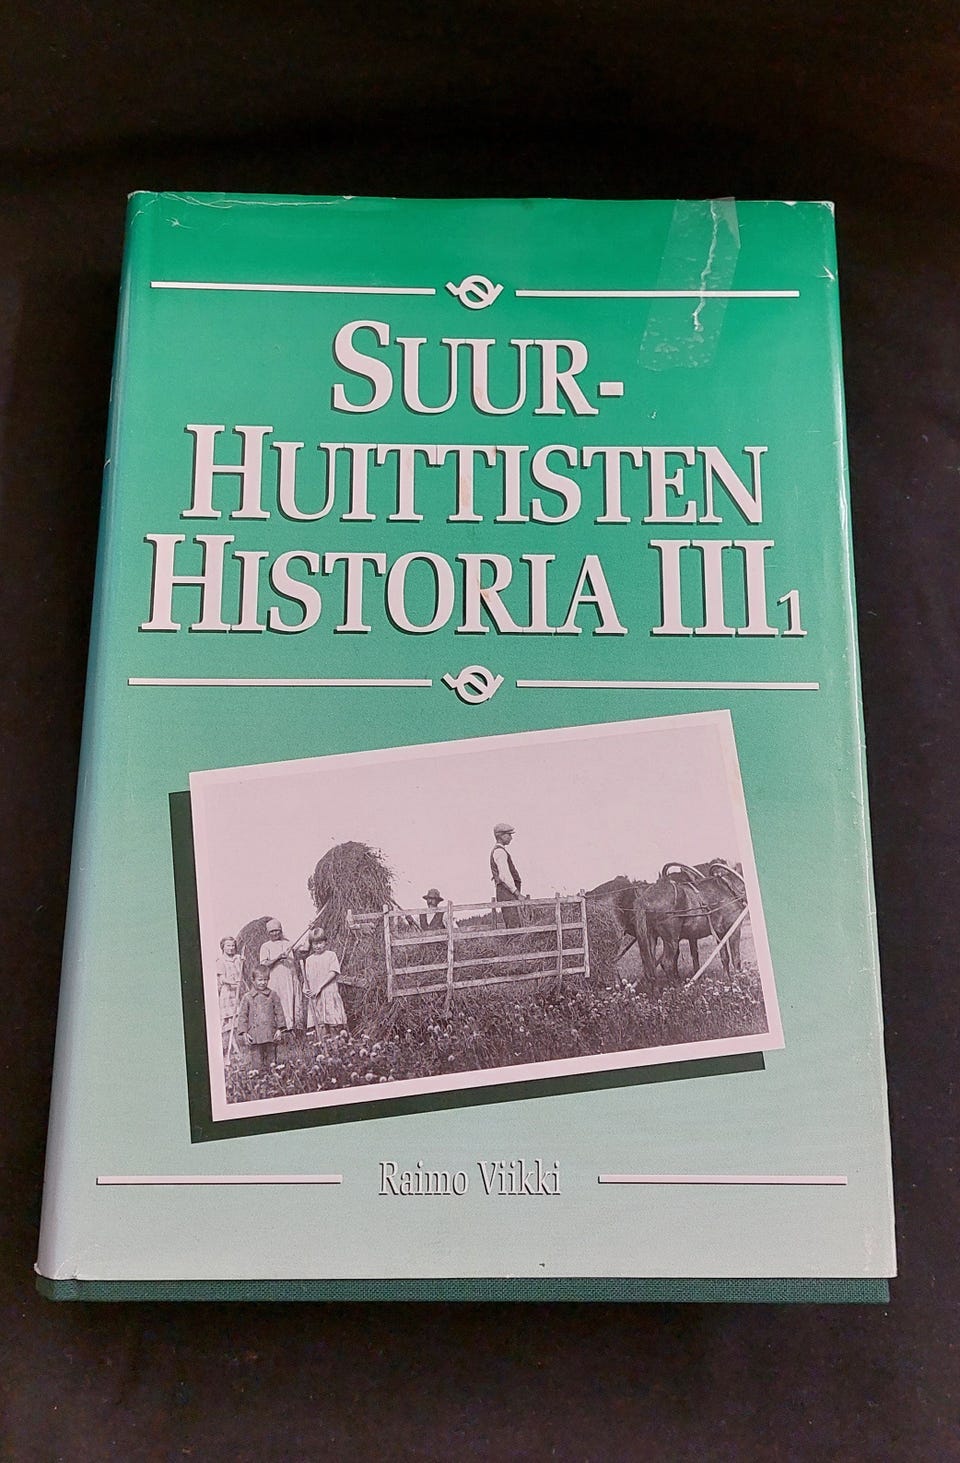 SUUR-
HUITTISTEN
HISTORIA III1
Raimo Viikki